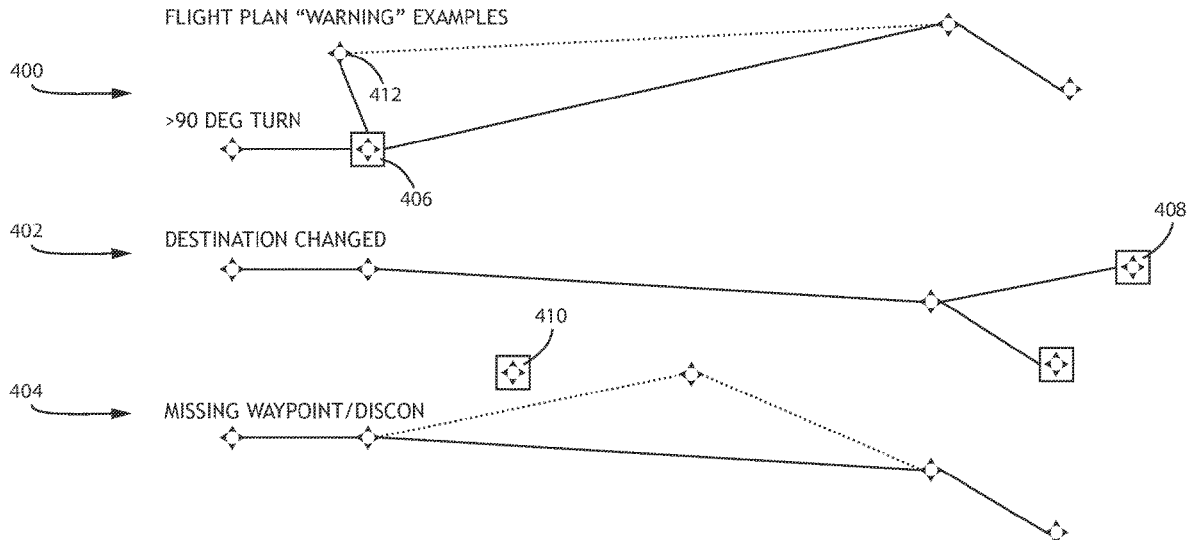 FLIGHT PLAN “WARNING” EXAMPLES
400
412
>90 DEG TURN
406
402
DESTINATION CHANGED
408
410
404
MISSING WAYPOINT/DISCON